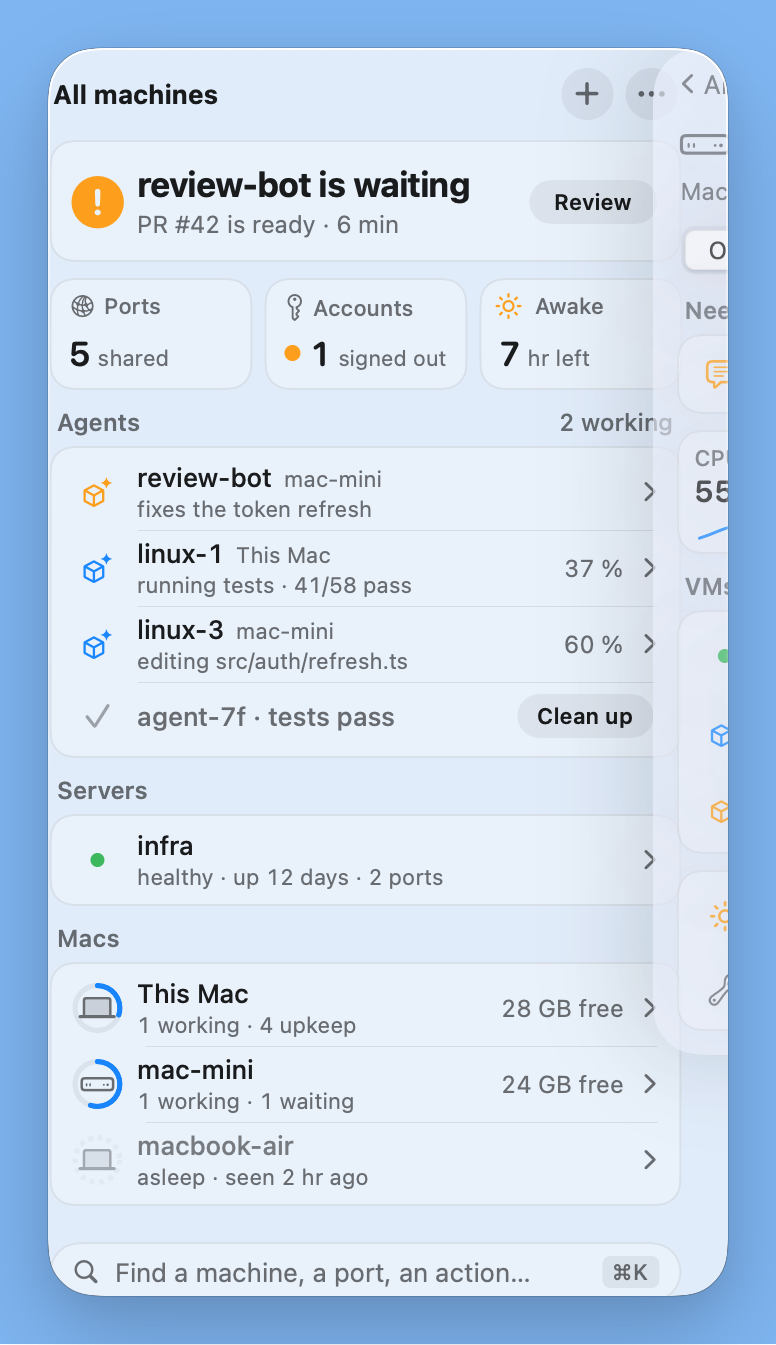 All machines
review-bot is waiting
PR #42 is ready · 6 min
Review
Ports
5 shared
Accounts
1 signed out
Awake
7 hr left
Agents
2 working
review-bot mac-mini
fixes the token refresh
linux-1 This Mac
running tests · 41/58 pass
37 %
linux-3 mac-mini
editing src/auth/refresh.ts
60 %
agent-7f · tests pass
Clean up
Servers
infra
healthy · up 12 days · 2 ports
Macs
This Mac
1 working · 4 upkeep
28 GB free
mac-mini
1 working · 1 waiting
24 GB free
macbook-air
asleep · seen 2 hr ago
Find a machine, a port, an action...
⌘K
Mac
Nee
CPU
55
VMs